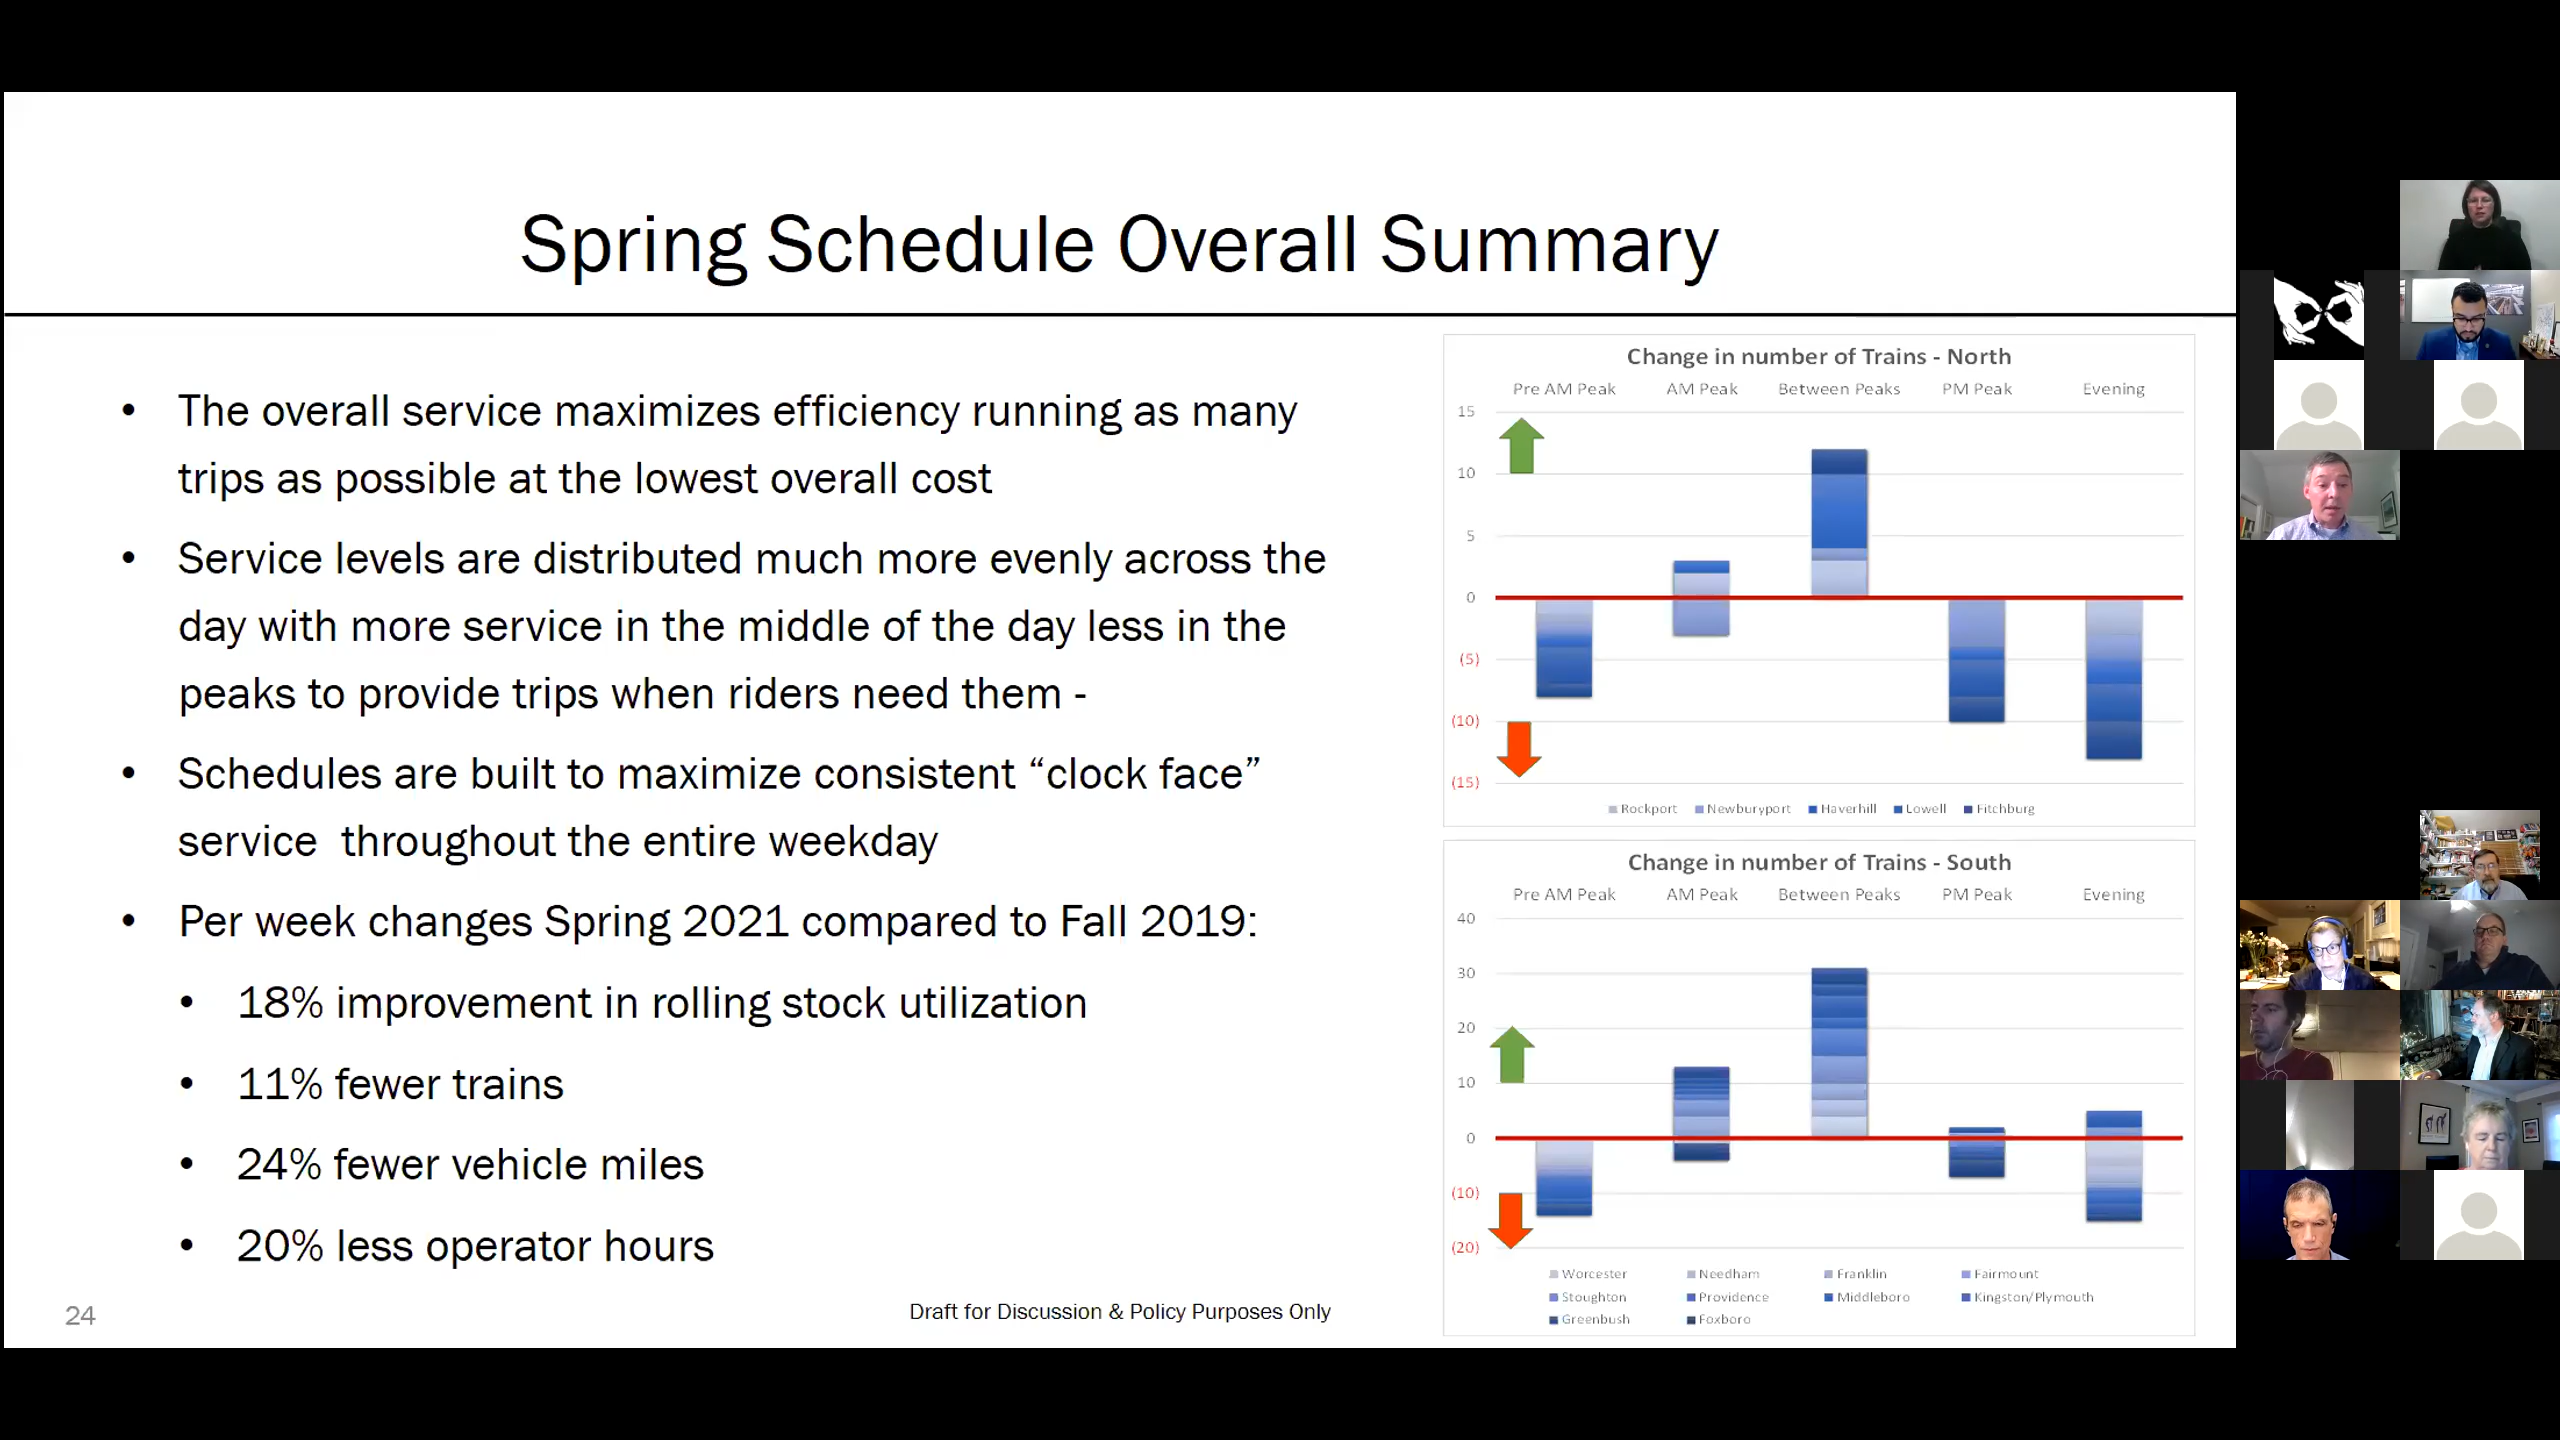 Spring Schedule Overall Summary
• The overall service maximizes efficiency running as many
trips as possible at the lowest overall cost
• Service levels are distributed much more evenly across the
day with more service in the middle of the day less in the
peaks to provide trips when riders need them -
• Schedules are built to maximize consistent “clock face”
service throughout the entire weekday
• Per week changes Spring 2021 compared to Fall 2019:
• 18% improvement in rolling stock utilization
• 11% fewer trains
• 24% fewer vehicle miles
• 20% less operator hours
24
Draft for Discussion & Policy Purposes Only
Change in number of Trains - North
Pre AM Peak AM Peak Between Peaks PM Peak Evening
15
10
5
0
(5)
(10)
(15)
Rockport Newburyport Haverhill Lowell Fitchburg
Change in number of Trains - South
Pre AM Peak AM Peak Between Peaks PM Peak Evening
40
30
20
10
0
(10)
(20)
Worcester Needham Franklin Fairmount
Stoughton Providence Middleboro Kingston/Plymouth
Greenbush Foxboro